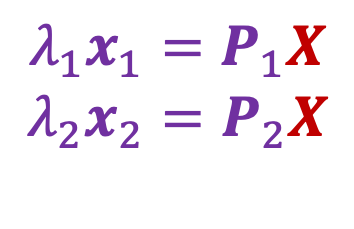 λ₁x₁ = P₁X
λ₂x₂ = P₂X